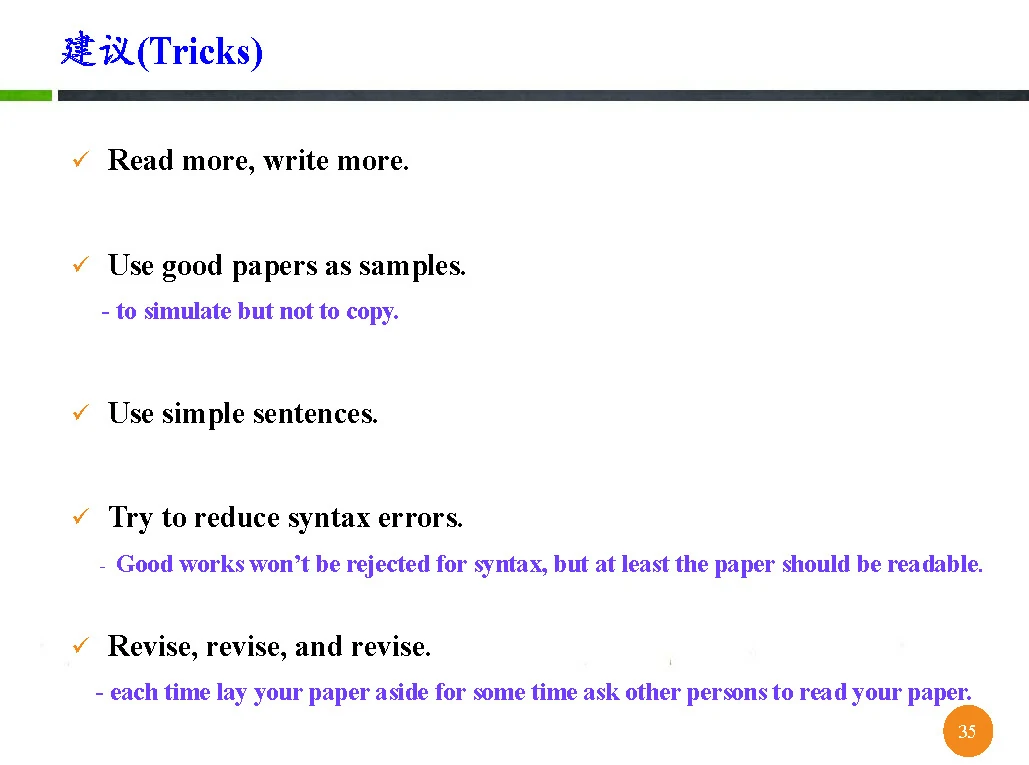 建议(Tricks)
✓ Read more, write more.
✓ Use good papers as samples.
- to simulate but not to copy.
✓ Use simple sentences.
✓ Try to reduce syntax errors.
- Good works won’t be rejected for syntax, but at least the paper should be readable.
✓ Revise, revise, and revise.
- each time lay your paper aside for some time ask other persons to read your paper.
35